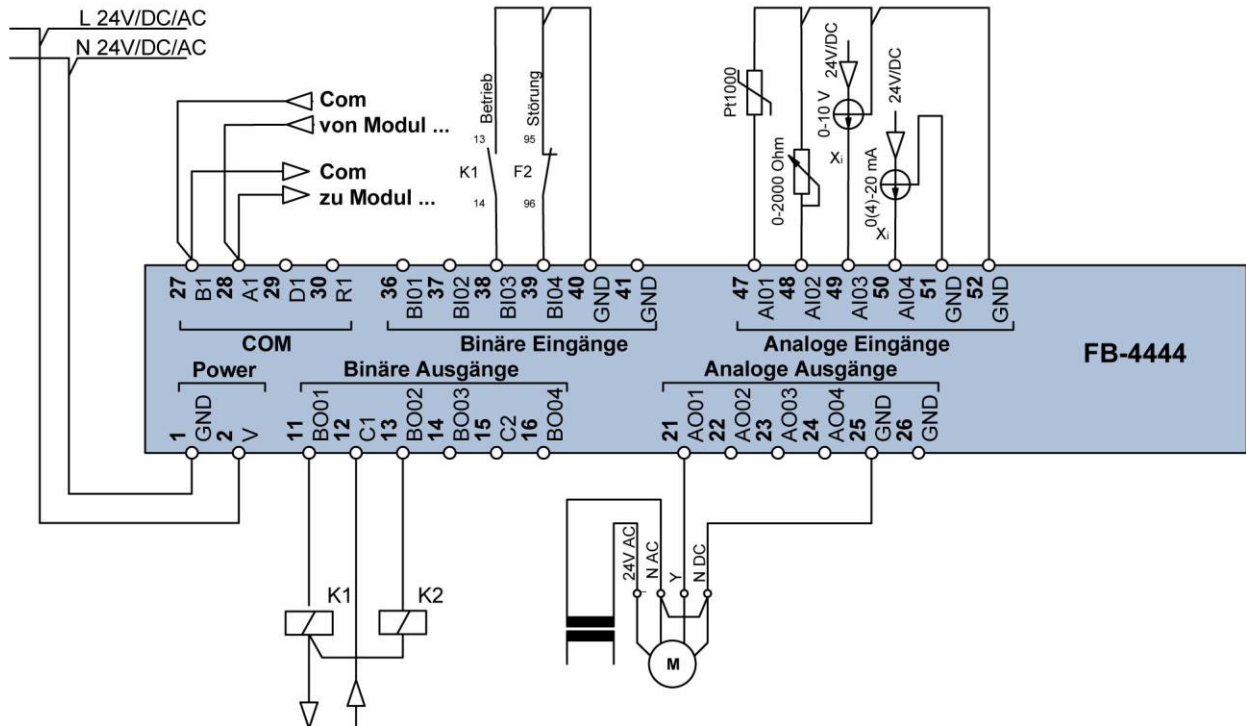 L 24V/DC/AC
N 24V/DC/AC
Com
von Modul ...
Com
zu Modul ...
Betrieb
13
K1
14
Störung
95
F2
96
Pt1000
0-2000 Ohm
24V/DC
0-10 V
Xi
24V/DC
0(4)-20 mA
Xi
27 B1
28 A1
29 D1
30 R1
COM
36 BI01
37 BI02
38 BI03
39 BI04
40 GND
41 GND
Binäre Eingänge
47 AI01
48 AI02
49 AI03
50 AI04
51 GND
52 GND
Analoge Eingänge
FB-4444
Power
1 GND
2 V
Binäre Ausgänge
11 BO01
12 C1
13 BO02
14 BO03
15 C2
16 BO04
Analoge Ausgänge
21 AO01
22 AO02
23 AO03
24 AO04
25 GND
26 GND
K1
K2
24V AC
N AC
Y
N DC
M